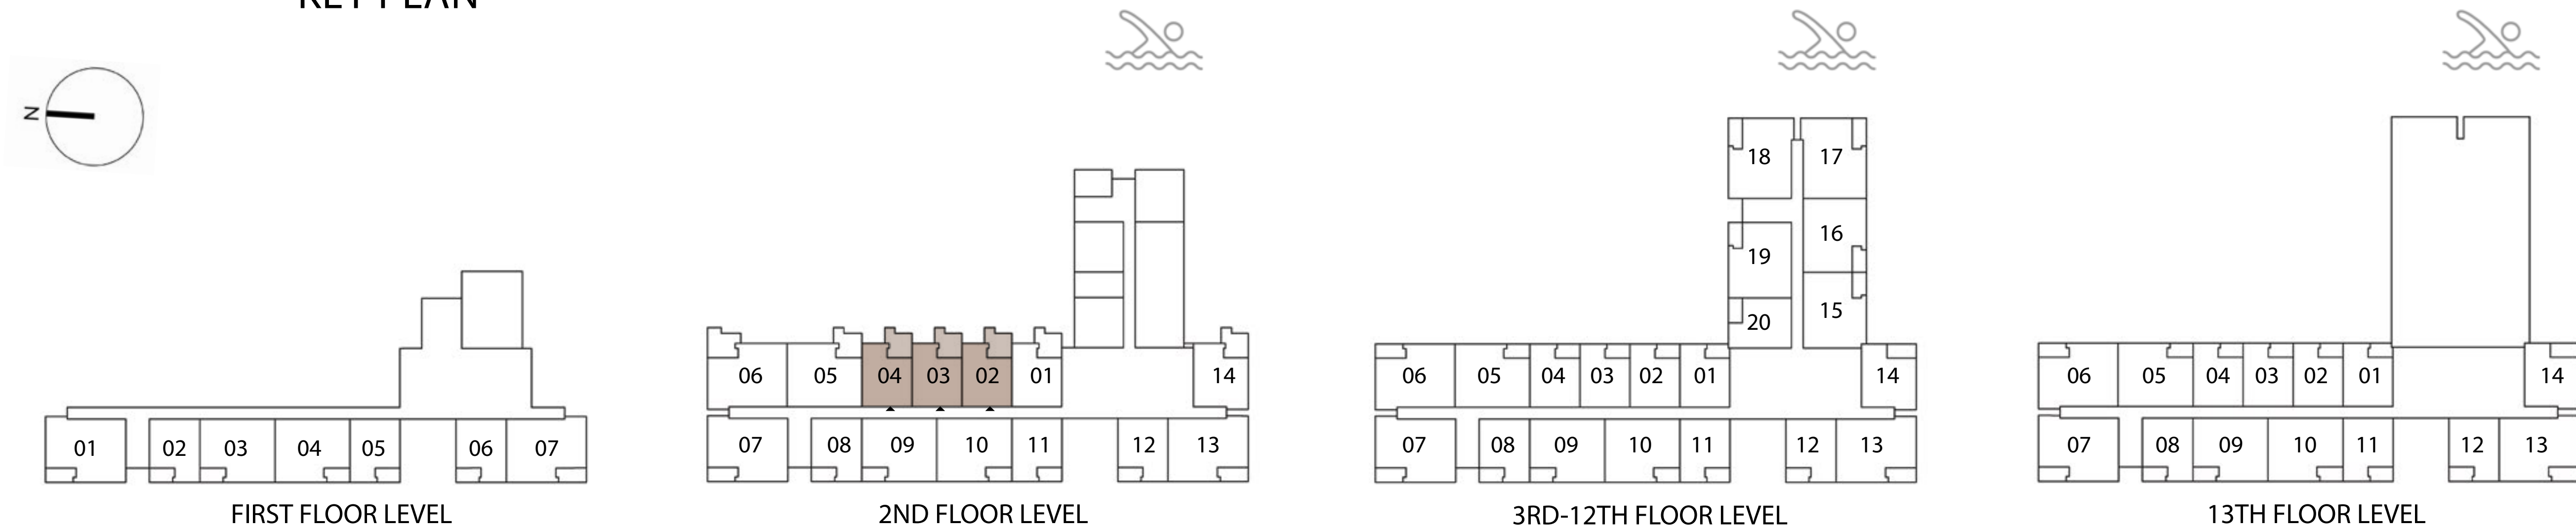 KEY PLAN
N
18 17
16
19
15
20
06 05 04 03 02 01 14
06 05 04 03 02 01 14
06 05 04 03 02 01 14
01 02 03 04 05 06 07
07 08 09 10 11 12 13
07 08 09 10 11 12 13
07 08 09 10 11 12 13
FIRST FLOOR LEVEL
2ND FLOOR LEVEL
3RD-12TH FLOOR LEVEL
13TH FLOOR LEVEL